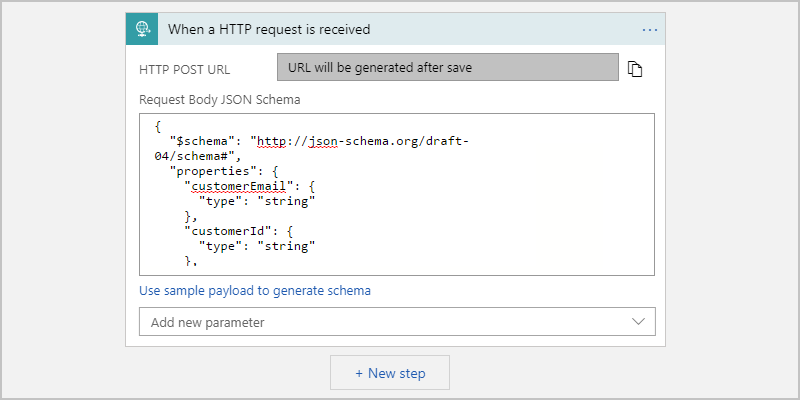 When a HTTP request is received
...
HTTP POST URL
URL will be generated after save
Request Body JSON Schema
{
  "$schema": "http://json-schema.org/draft-
04/schema#",
  "properties": {
    "customerEmail": {
      "type": "string"
    },
    "customerId": {
      "type": "string"
    },
Use sample payload to generate schema
Add new parameter
+ New step